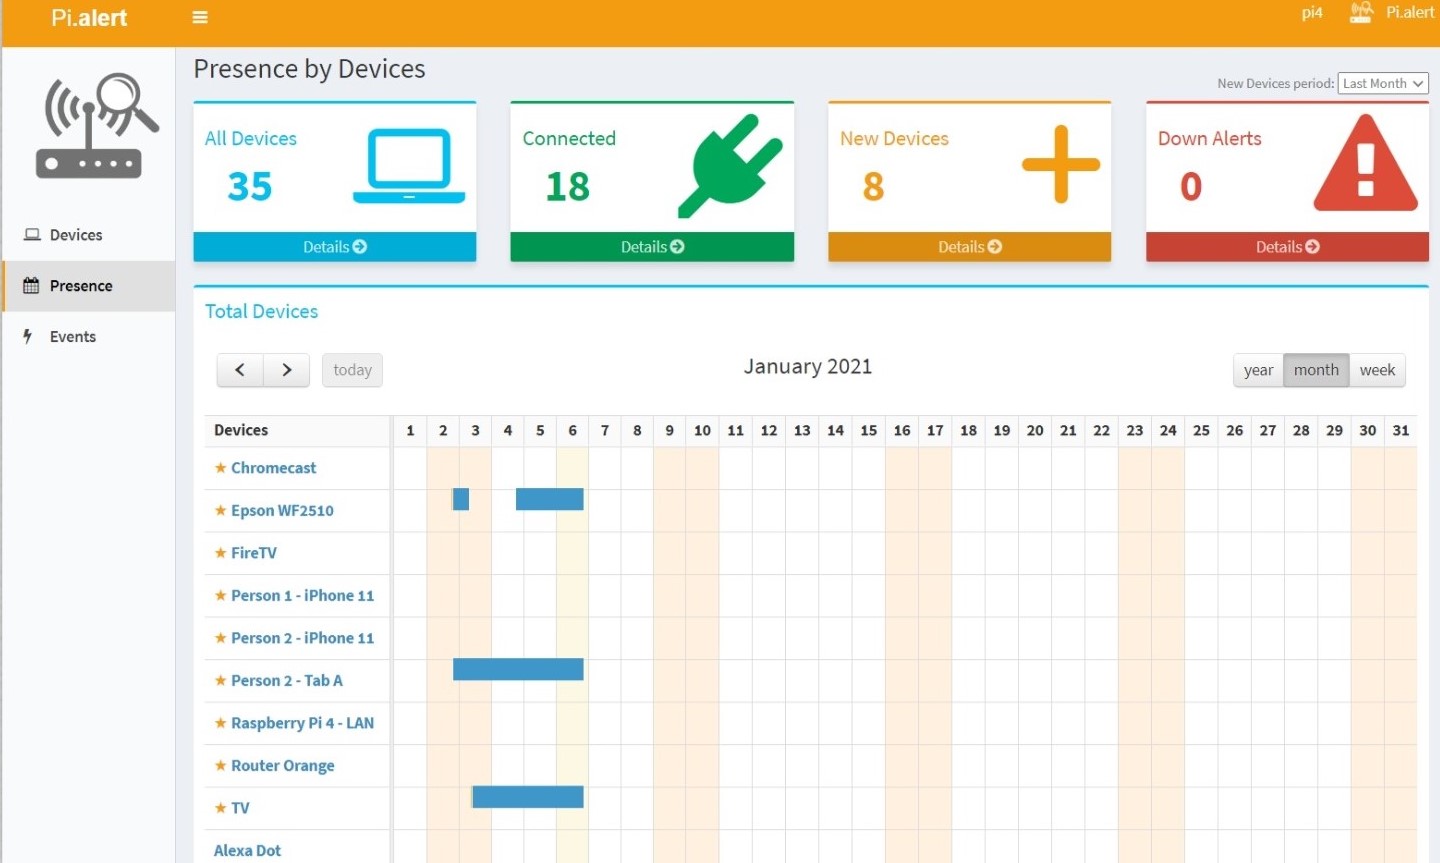 Pi.alert
pi4 Pi.alert
Presence by Devices
New Devices period: Last Month
All Devices
35
Details
Connected
18
Details
New Devices
8
Details
Down Alerts
0
Details
Devices
Presence
Events
Total Devices
today
January 2021
year month week
Devices 1 2 3 4 5 6 7 8 9 10 11 12 13 14 15 16 17 18 19 20 21 22 23 24 25 26 27 28 29 30 31
Chromecast
Epson WF2510
FireTV
Person 1 - iPhone 11
Person 2 - iPhone 11
Person 2 - Tab A
Raspberry Pi 4 - LAN
Router Orange
TV
Alexa Dot